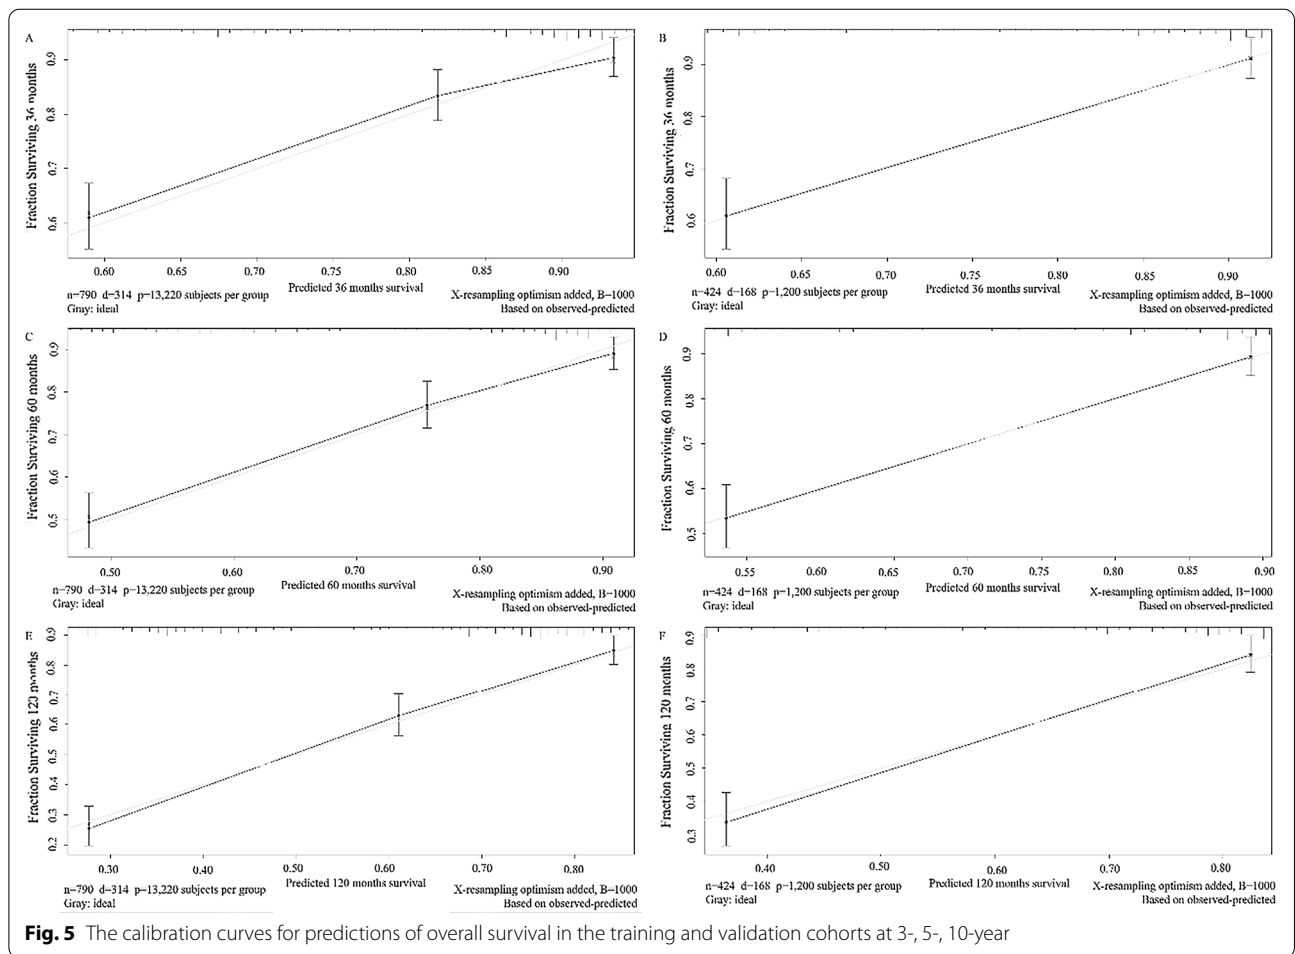 A
B
Fraction Surviving 36 months
0.6 0.7 0.8 0.9
0.60 0.65 0.70 0.75 0.80 0.85 0.90
Predicted 36 months survival
n=790 d=314 p=13,220 subjects per group
Gray: ideal
X-resampling optimism added, B=1000
Based on observed-predicted
Fraction Surviving 36 months
0.6 0.7 0.8 0.9
0.60 0.65 0.70 0.75 0.80 0.85 0.90
Predicted 36 months survival
n=424 d=168 p=1,200 subjects per group
Gray: ideal
X-resampling optimism added, B=1000
Based on observed-predicted
C
D
Fraction Surviving 60 months
0.5 0.6 0.7 0.8 0.9
0.50 0.60 0.70 0.80 0.90
Predicted 60 months survival
n=790 d=314 p=13,220 subjects per group
Gray: ideal
X-resampling optimism added, B=1000
Based on observed-predicted
Fraction Surviving 60 months
0.5 0.6 0.7 0.8 0.9
0.55 0.60 0.65 0.70 0.75 0.80 0.85 0.90
Predicted 60 months survival
n=424 d=168 p=1,200 subjects per group
Gray: ideal
X-resampling optimism added, B=1000
Based on observed-predicted
E
F
Fraction Surviving 120 months
0.2 0.3 0.4 0.5 0.6 0.7 0.8 0.9
0.30 0.40 0.50 0.60 0.70 0.80
Predicted 120 months survival
n=790 d=314 p=13,220 subjects per group
Gray: ideal
X-resampling optimism added, B=1000
Based on observed-predicted
Fraction Surviving 120 months
0.3 0.4 0.5 0.6 0.7 0.8 0.9
0.40 0.50 0.60 0.70 0.80
Predicted 120 months survival
n=424 d=168 p=1,200 subjects per group
Gray: ideal
X-resampling optimism added, B=1000
Based on observed-predicted
Fig. 5 The calibration curves for predictions of overall survival in the training and validation cohorts at 3-, 5-, 10-year